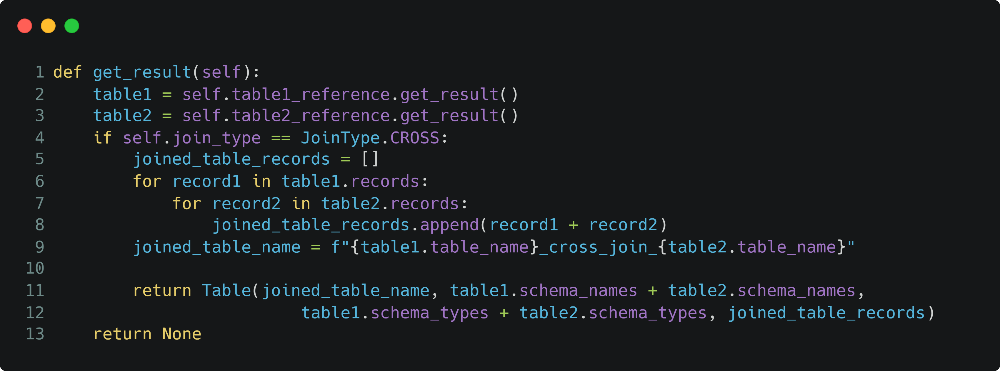 1 def get_result(self):
2     table1 = self.table1_reference.get_result()
3     table2 = self.table2_reference.get_result()
4     if self.join_type == JoinType.CROSS:
5         joined_table_records = []
6         for record1 in table1.records:
7             for record2 in table2.records:
8                 joined_table_records.append(record1 + record2)
9         joined_table_name = f"{table1.table_name}_cross_join_{table2.table_name}"
10
11         return Table(joined_table_name, table1.schema_names + table2.schema_names,
12                          table1.schema_types + table2.schema_types, joined_table_records)
13     return None